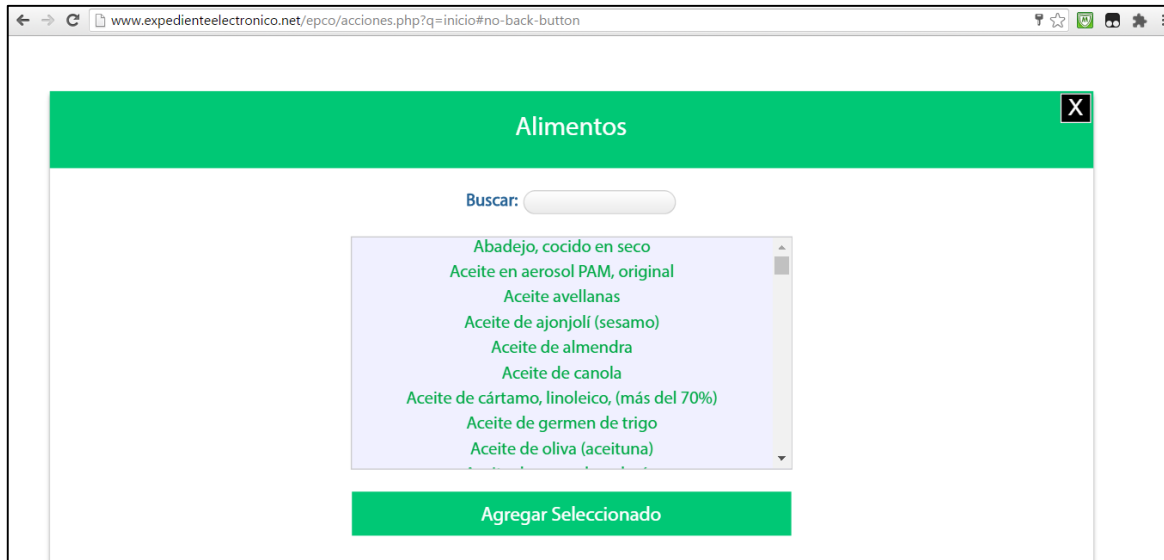 www.expedienteelectronico.net/epco/acciones.php?q=inicio#no-back-button
Alimentos
X
Buscar:
Abadejo, cocido en seco
Aceite en aerosol PAM, original
Aceite avellanas
Aceite de ajonjolí (sesamo)
Aceite de almendra
Aceite de canola
Aceite de cártamo, linoleico, (más del 70%)
Aceite de germen de trigo
Aceite de oliva (aceituna)
Agregar Seleccionado